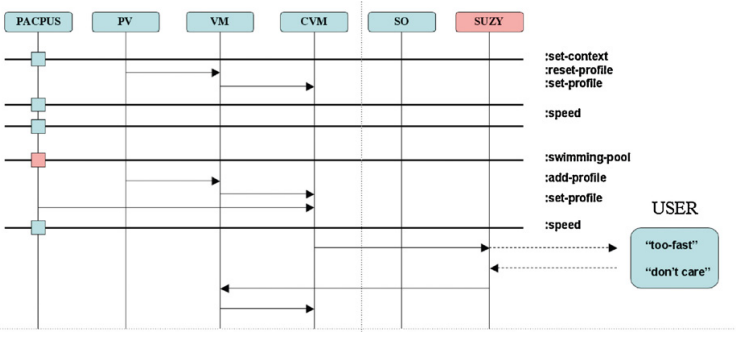 PACPUS PV VM CVM SO SUZY
:set-context
:reset-profile
:set-profile
:speed
:swimming-pool
:add-profile
:set-profile
:speed
USER
“too-fast”
“don’t care”